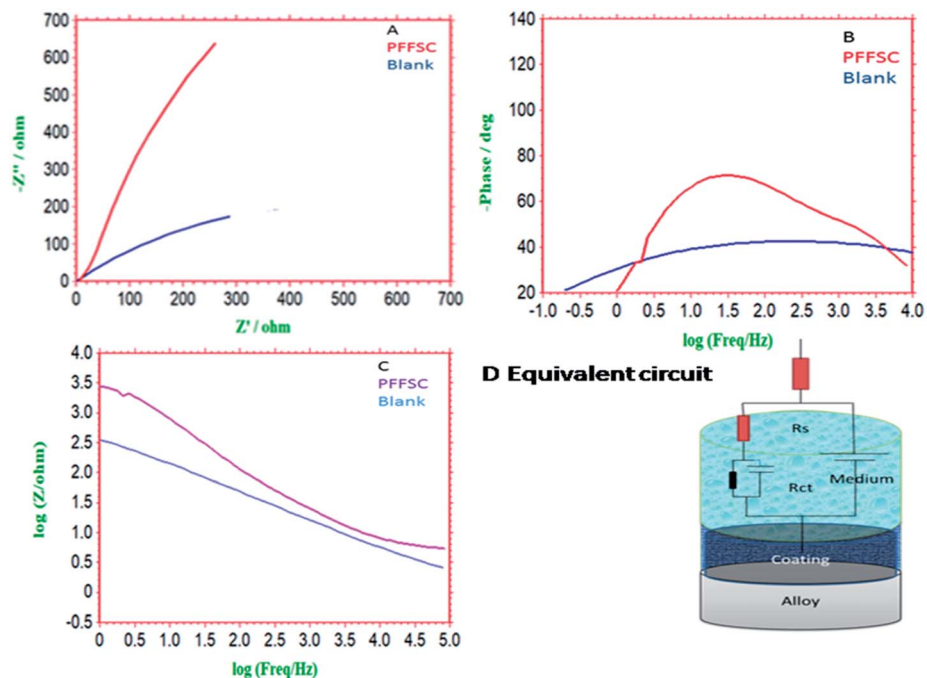 A
PFFSC
Blank
700
600
500
400
300
200
100
0
-Z'' / ohm
0 100 200 300 400 500 600 700
Z' / ohm
B
PFFSC
Blank
140
120
100
80
60
40
20
-Phase / deg
-1.0 -0.5 0 0.5 1.0 1.5 2.0 2.5 3.0 3.5 4.0
log (Freq/Hz)
C
PFFSC
Blank
4.0
3.5
3.0
2.5
2.0
1.5
1.0
0.5
0
-0.5
log (Z/ohm)
0 0.5 1.0 1.5 2.0 2.5 3.0 3.5 4.0 4.5 5.0
log (Freq/Hz)
D Equivalent circuit
Rs
Rct
Medium
Coating
Alloy